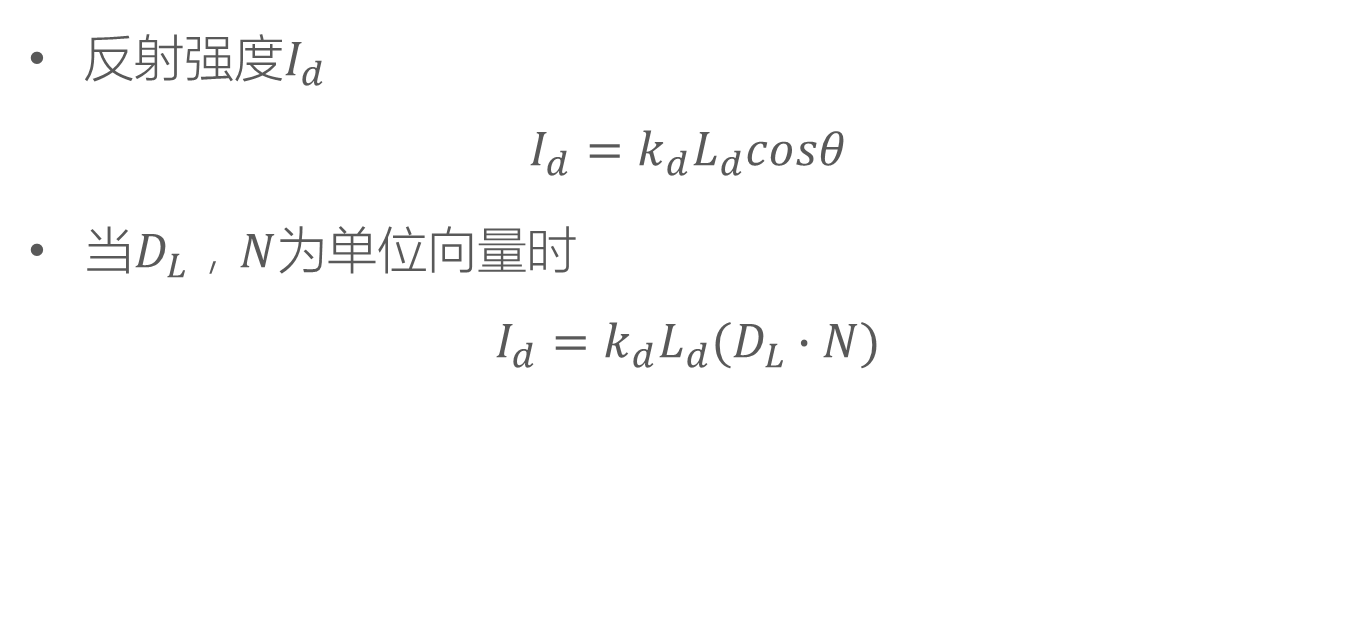 • 反射强度I_d
I_d = k_d L_d cosθ
• 当D_L，N为单位向量时
I_d = k_d L_d (D_L · N)